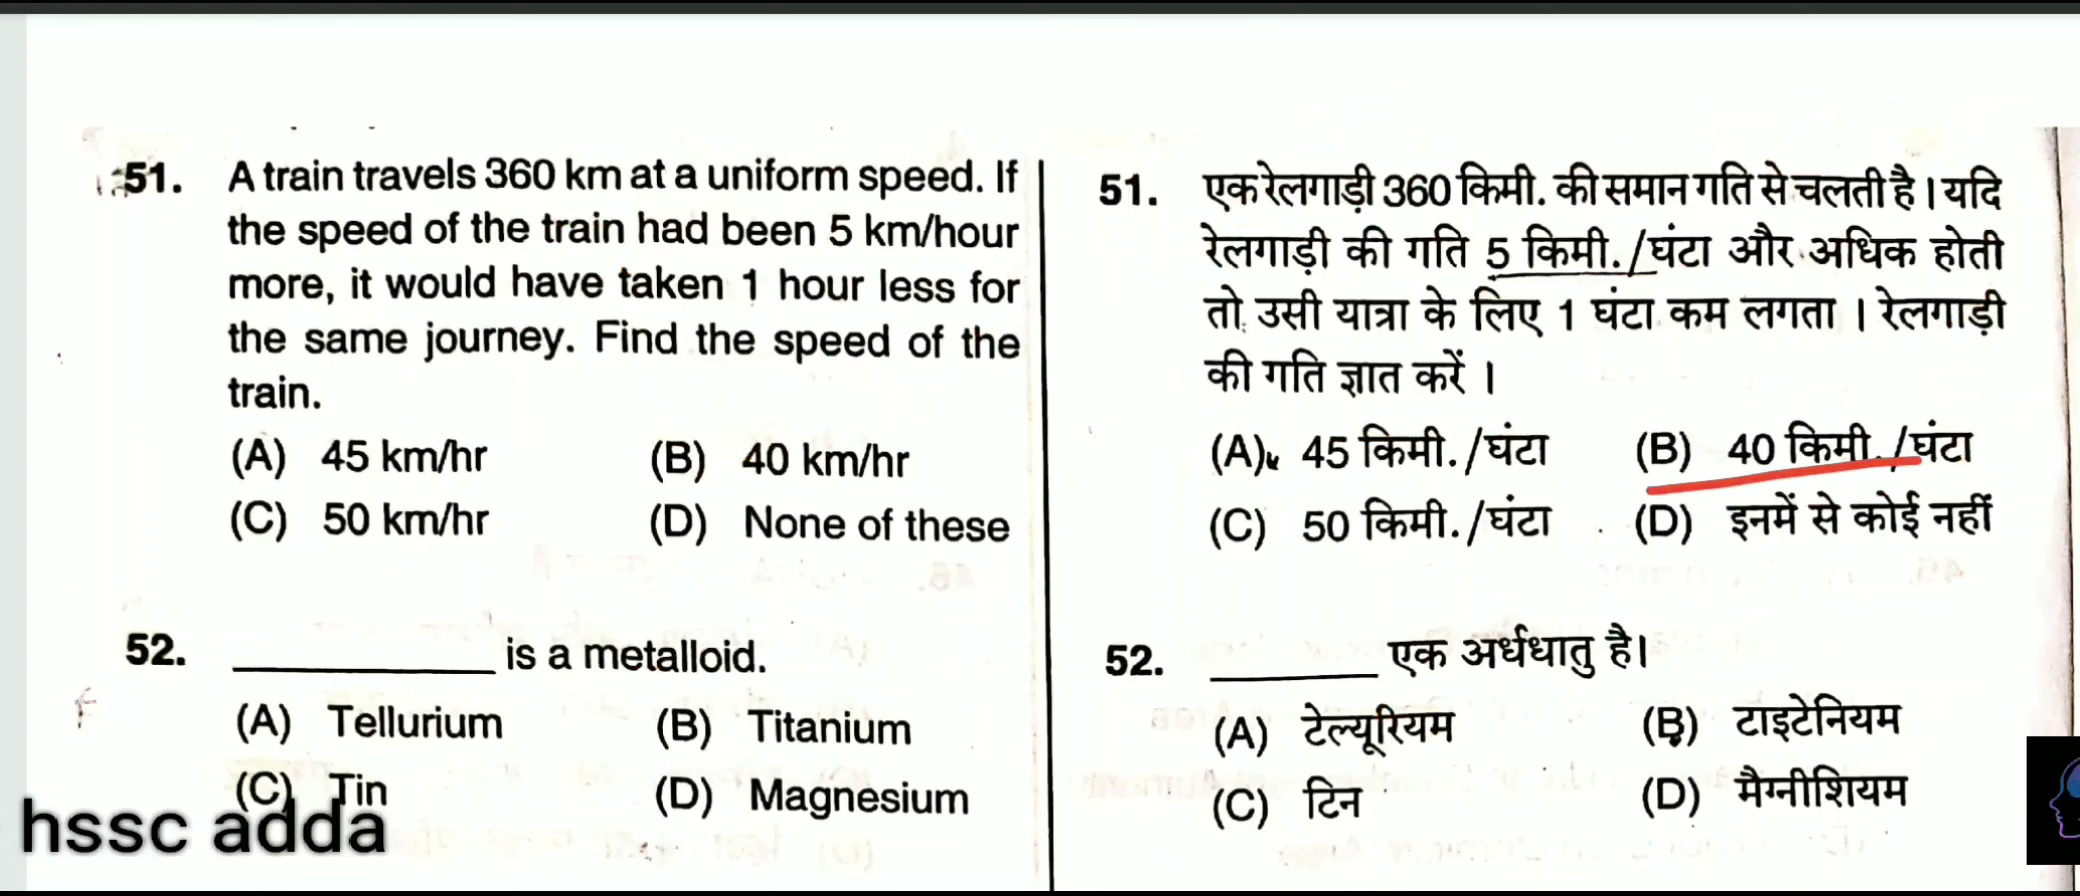 51. A train travels 360 km at a uniform speed. If
the speed of the train had been 5 km/hour
more, it would have taken 1 hour less for
the same journey. Find the speed of the
train.
(A) 45 km/hr (B) 40 km/hr
(C) 50 km/hr (D) None of these
52. __________ is a metalloid.
(A) Tellurium (B) Titanium
(C) Tin (D) Magnesium
51. एक रेलगाड़ी 360 किमी. की समान गति से चलती है । यदि
रेलगाड़ी की गति 5 किमी./घंटा और अधिक होती
तो उसी यात्रा के लिए 1 घंटा कम लगता । रेलगाड़ी
की गति ज्ञात करें ।
(A) 45 किमी./घंटा (B) 40 किमी./घंटा
(C) 50 किमी./घंटा (D) इनमें से कोई नहीं
52. __________ एक अर्धधातु है।
(A) टेल्यूरियम (B) टाइटेनियम
(C) टिन (D) मैग्नीशियम
hssc adda